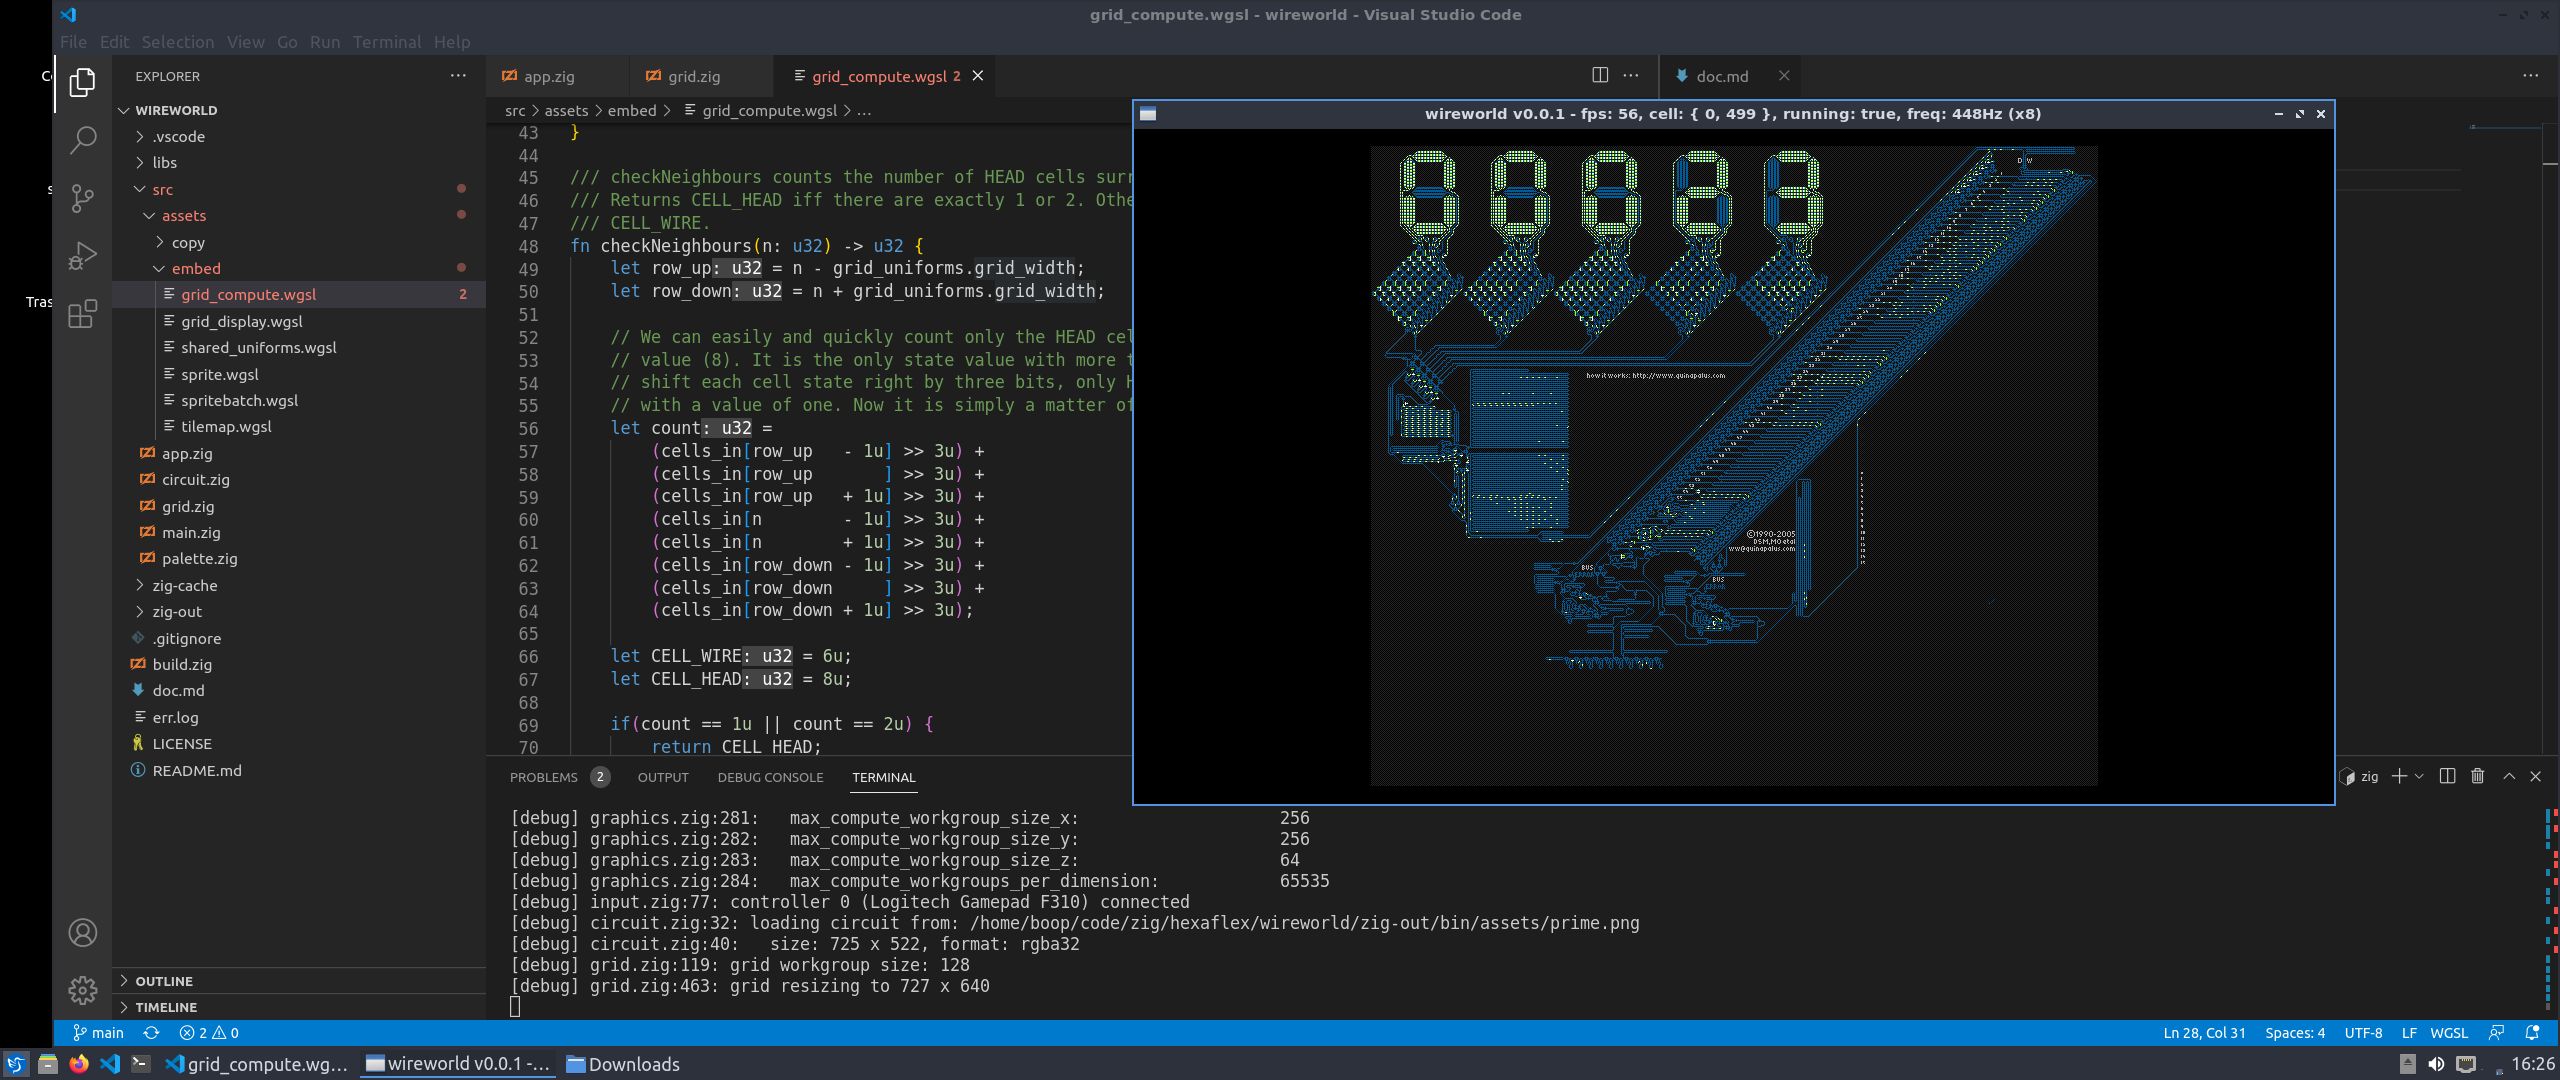 grid_compute.wgsl - wireworld - Visual Studio Code
File Edit Selection View Go Run Terminal Help
EXPLORER
WIREWORLD
.vscode
libs
src
assets
copy
embed
grid_compute.wgsl 2
grid_display.wgsl
shared_uniforms.wgsl
sprite.wgsl
spritebatch.wgsl
tilemap.wgsl
app.zig
circuit.zig
grid.zig
main.zig
palette.zig
zig-cache
zig-out
.gitignore
build.zig
doc.md
err.log
LICENSE
README.md
OUTLINE
TIMELINE
app.zig
grid.zig
grid_compute.wgsl 2
doc.md
src > assets > embed > grid_compute.wgsl > ...
43 }
44
45 /// checkNeighbours counts the number of HEAD cells
46 /// Returns CELL_HEAD iff there are exactly 1 or 2.
47 /// CELL_WIRE.
48 fn checkNeighbours(n: u32) -> u32 {
49 let row_up: u32 = n - grid_uniforms.grid_width;
50 let row_down: u32 = n + grid_uniforms.grid_width;
51
52 // We can easily and quickly count only the HEAD
53 // value (8). It is the only state value with more
54 // shift each cell state right by three bits, only
55 // with a value of one. Now it is simply a matter of
56 let count: u32 =
57 (cells_in[row_up   - 1u] >> 3u) +
58 (cells_in[row_up       ] >> 3u) +
59 (cells_in[row_up   + 1u] >> 3u) +
60 (cells_in[n        - 1u] >> 3u) +
61 (cells_in[n        + 1u] >> 3u) +
62 (cells_in[row_down - 1u] >> 3u) +
63 (cells_in[row_down     ] >> 3u) +
64 (cells_in[row_down + 1u] >> 3u);
65
66 let CELL_WIRE: u32 = 6u;
67 let CELL_HEAD: u32 = 8u;
68
69 if(count == 1u || count == 2u) {
70 return CELL_HEAD;
wireworld v0.0.1 - fps: 56, cell: { 0, 499 }, running: true, freq: 448Hz (x8)
how it works: http://www.quinapalus.com
©1990-2005
DSM,MO etal
www@quinapalus.com
BUS
BUS
PROBLEMS 2 OUTPUT DEBUG CONSOLE TERMINAL
zig
[debug] graphics.zig:281:   max_compute_workgroup_size_x: 256
[debug] graphics.zig:282:   max_compute_workgroup_size_y: 256
[debug] graphics.zig:283:   max_compute_workgroup_size_z: 64
[debug] graphics.zig:284:   max_compute_workgroups_per_dimension: 65535
[debug] input.zig:77: controller 0 (Logitech Gamepad F310) connected
[debug] circuit.zig:32: loading circuit from: /home/boop/code/zig/hexaflex/wireworld/zig-out/bin/assets/prime.png
[debug] circuit.zig:40:   size: 725 x 522, format: rgba32
[debug] grid.zig:119: grid workgroup size: 128
[debug] grid.zig:463: grid resizing to 727 x 640
main 2 0
Ln 28, Col 31 Spaces: 4 UTF-8 LF WGSL
grid_compute.wg... wireworld v0.0.1 -... Downloads
16:26